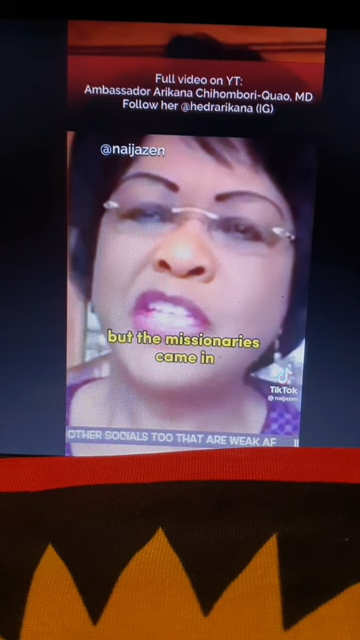 Full video on YT:
Ambassador Arikana Chihombori-Quao, MD
Follow her @hedrarikana (IG)
@naijazen
but the missionaries
came in
TikTok
@naijazen
OTHER SOCIALS TOO THAT ARE WEAK AF